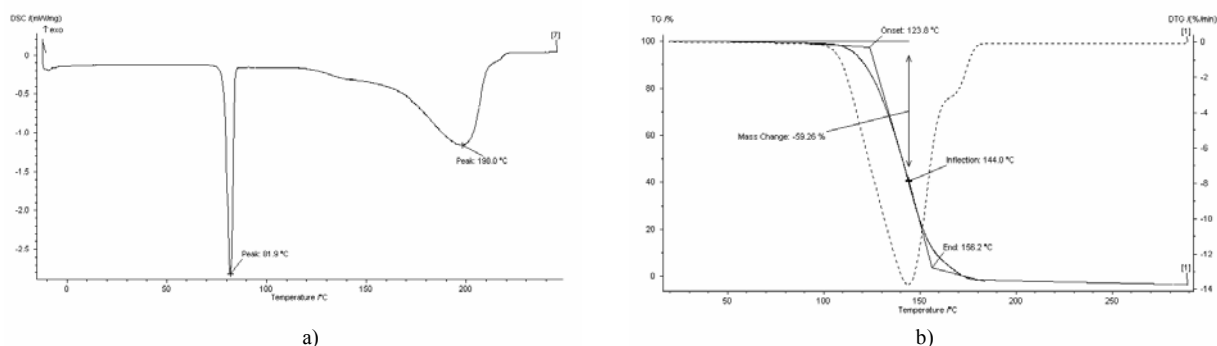 DSC /(mW/mg)
↑ exo
[7]
0
-0.5
-1.0
-1.5
-2.0
-2.5
Peak: 198.0 °C
Peak: 81.9 °C
0
100
200
Temperature /°C
a)
TG /%
DTG /(%/min)
Onset: 123.8 °C
[1]
100
80
60
40
20
0
0
-2
-4
-6
-8
-10
-12
-14
Mass Change: -59.26 %
Inflection: 144.0 °C
End: 156.2 °C
[1]
50
100
150
200
250
Temperature /°C
b)